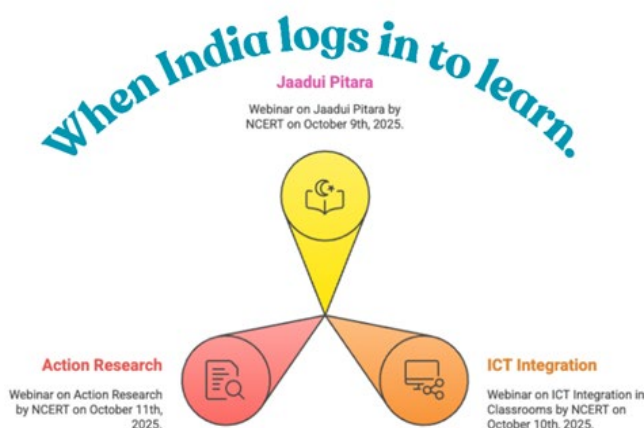 When India logs in to learn.
Jaadui Pitara
Webinar on Jaadui Pitara by
NCERT on October 9th, 2025.
Action Research
Webinar on Action Research
by NCERT on October 11th,
2025.
ICT Integration
Webinar on ICT Integration in
Classrooms by NCERT on
October 10th, 2025.